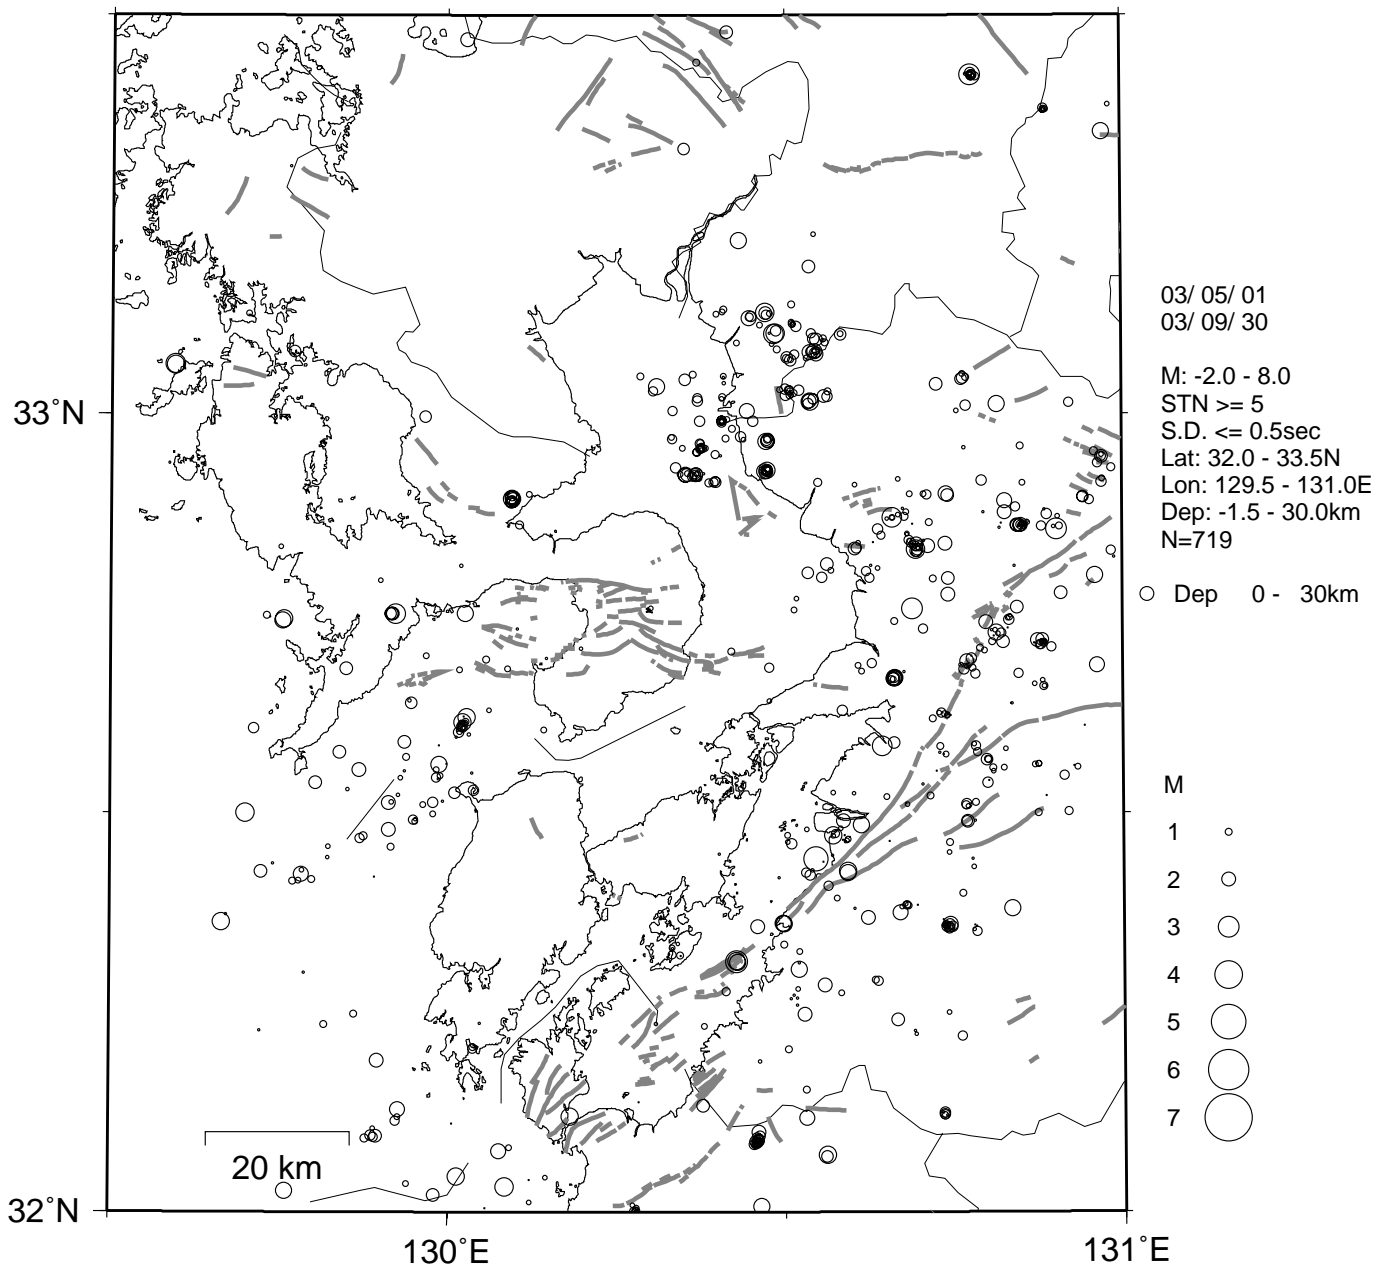 03/ 05/ 01
03/ 09/ 30
M: -2.0 - 8.0
STN >= 5
S.D. <= 0.5sec
Lat: 32.0 - 33.5N
Lon: 129.5 - 131.0E
Dep: -1.5 - 30.0km
N=719
Dep 0 - 30km
33˚N
M
1
2
3
4
5
6
7
20 km
32˚N
130˚E
131˚E